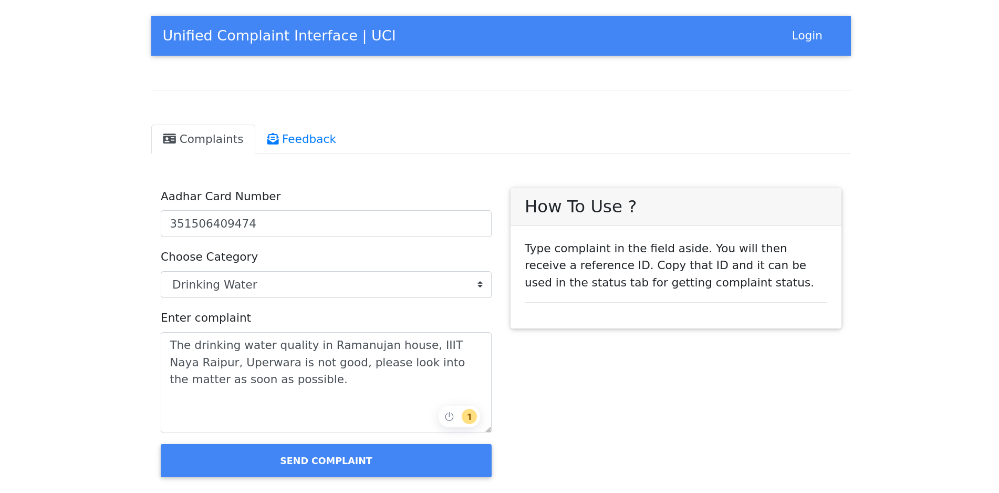 Unified Complaint Interface | UCI
Login
Complaints
Feedback
Aadhar Card Number
351506409474
Choose Category
Drinking Water
Enter complaint
The drinking water quality in Ramanujan house, IIIT
Naya Raipur, Uperwara is not good, please look into
the matter as soon as possible.
1
SEND COMPLAINT
How To Use ?
Type complaint in the field aside. You will then
receive a reference ID. Copy that ID and it can be
used in the status tab for getting complaint status.